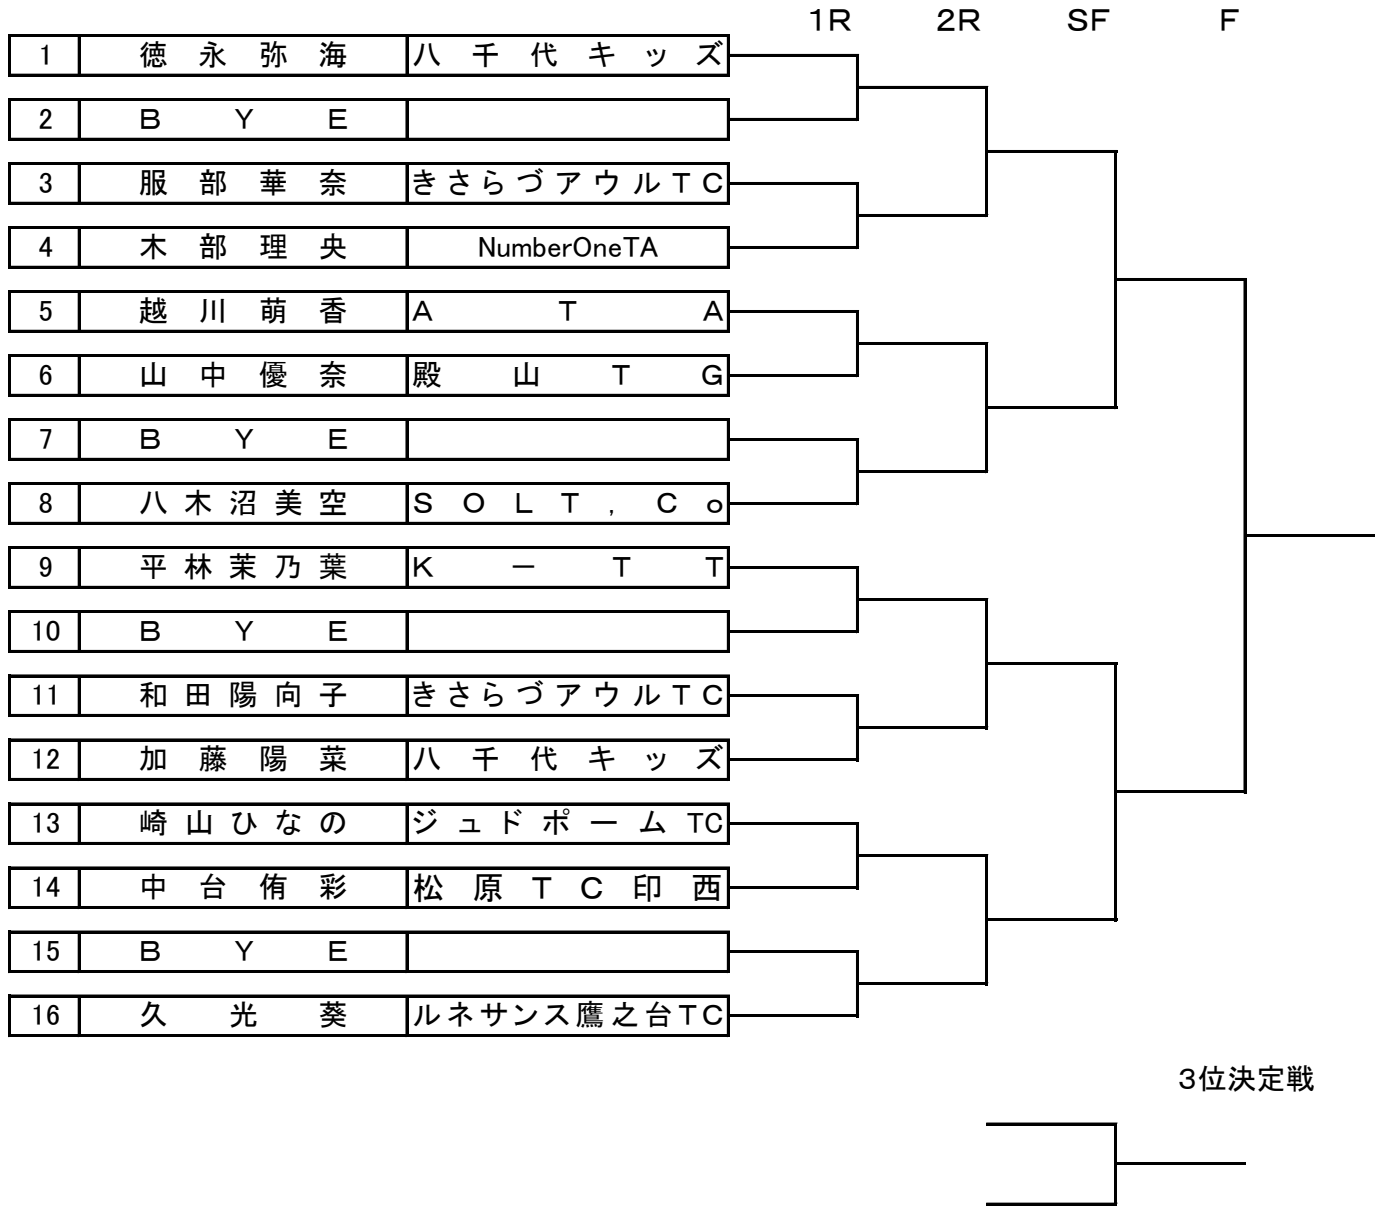 １R ２R SF F
1 徳永弥海 八千代キッズ
2 ＢＹＥ
3 服部華奈 きさらづアウルＴＣ
4 木部理央 NumberOneTA
5 越川萌香 ＡＴＡ
6 山中優奈 殿山ＴＧ
7 ＢＹＥ
8 八木沼美空 ＳＯＬＴ，Ｃｏ
9 平林茉乃葉 Ｋ－ＴＴ
10 ＢＹＥ
11 和田陽向子 きさらづアウルＴＣ
12 加藤陽菜 八千代キッズ
13 崎山ひなの ジュドポームTC
14 中台侑彩 松原ＴＣ印西
15 ＢＹＥ
16 久光葵 ルネサンス鷹之台ＴＣ
３位決定戦